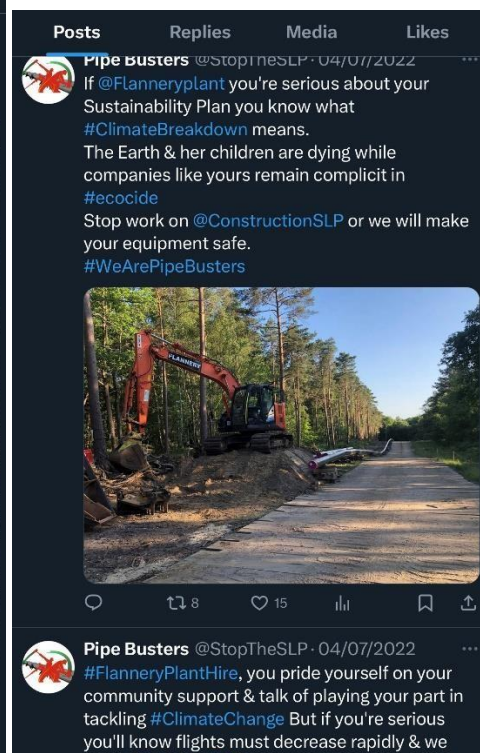 Posts Replies Media Likes
Pipe Busters @StopTheSLP · 04/07/2022 ...
If @Flanneryplant you're serious about your
Sustainability Plan you know what
#ClimateBreakdown means.
The Earth & her children are dying while
companies like yours remain complicit in
#ecocide
Stop work on @ConstructionSLP or we will make
your equipment safe.
#WeArePipeBusters
FLANNERY
8 15
Pipe Busters @StopTheSLP · 04/07/2022 ...
#FlanneryPlantHire, you pride yourself on your
community support & talk of playing your part in
tackling #ClimateChange But if you're serious
you'll know flights must decrease rapidly & we